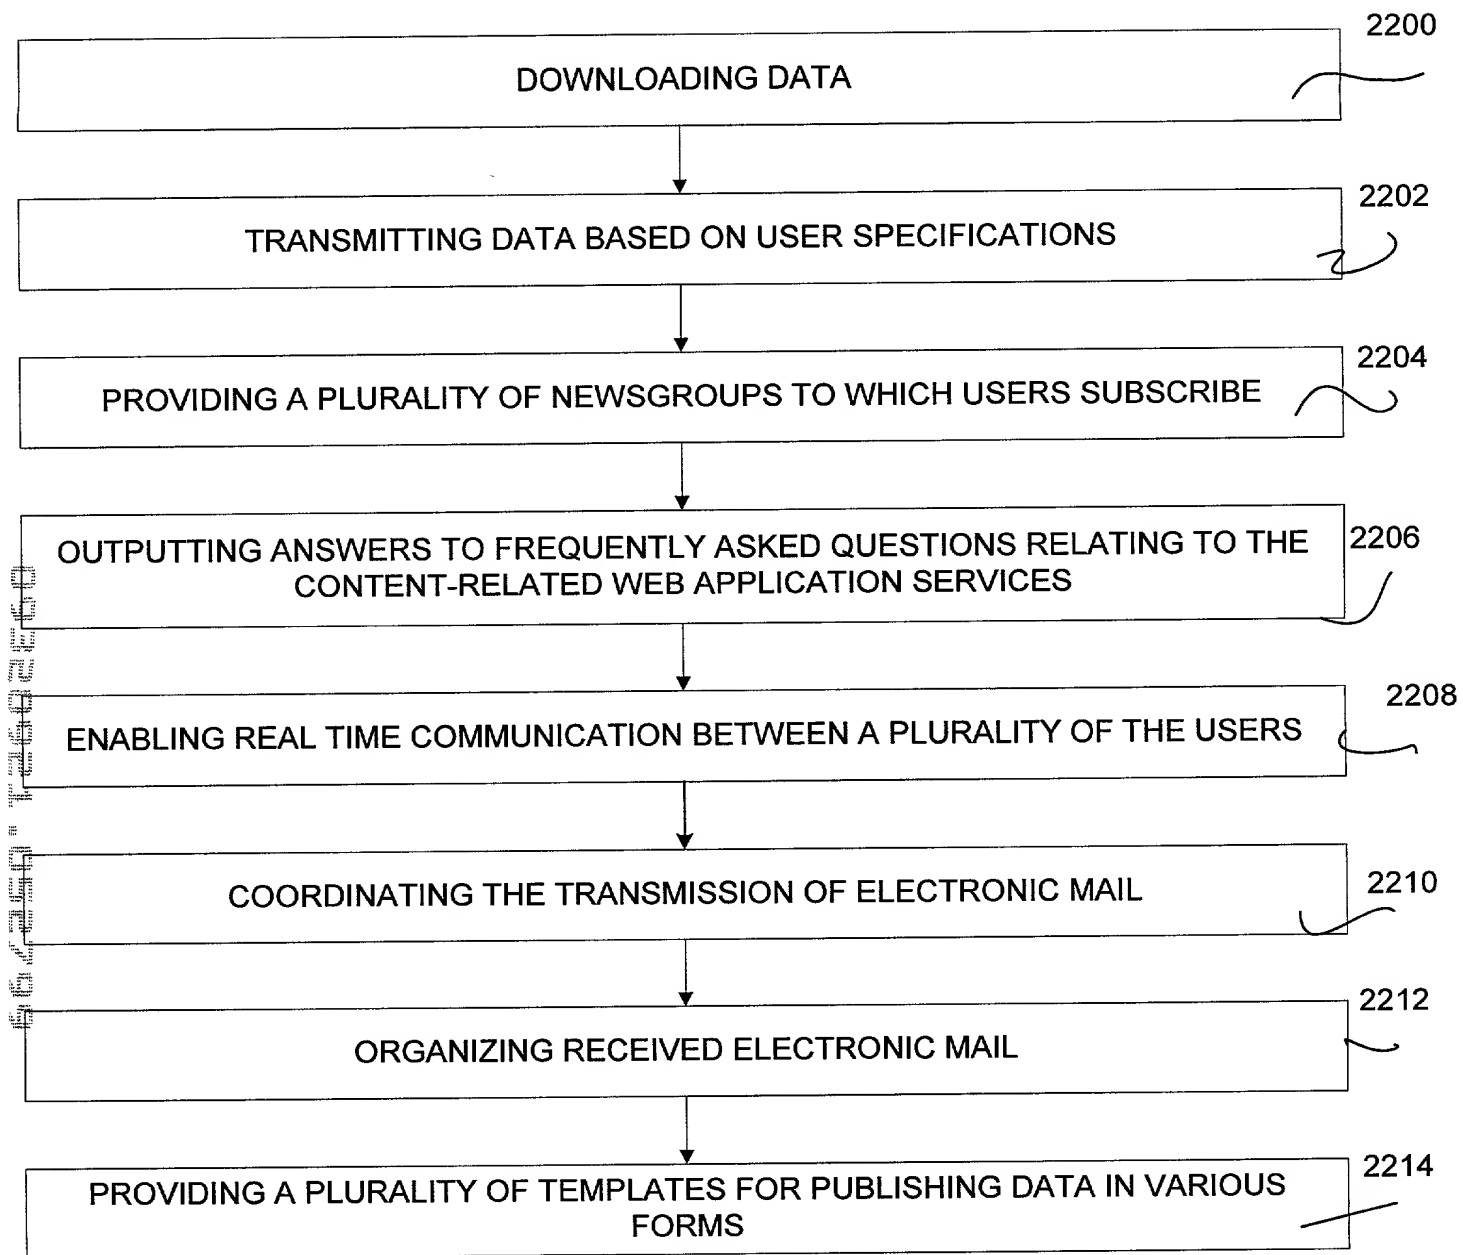 2200
DOWNLOADING DATA
2202
TRANSMITTING DATA BASED ON USER SPECIFICATIONS
2204
PROVIDING A PLURALITY OF NEWSGROUPS TO WHICH USERS SUBSCRIBE
2206
OUTPUTTING ANSWERS TO FREQUENTLY ASKED QUESTIONS RELATING TO THE
CONTENT-RELATED WEB APPLICATION SERVICES
2208
ENABLING REAL TIME COMMUNICATION BETWEEN A PLURALITY OF THE USERS
2210
COORDINATING THE TRANSMISSION OF ELECTRONIC MAIL
2212
ORGANIZING RECEIVED ELECTRONIC MAIL
2214
PROVIDING A PLURALITY OF TEMPLATES FOR PUBLISHING DATA IN VARIOUS
FORMS